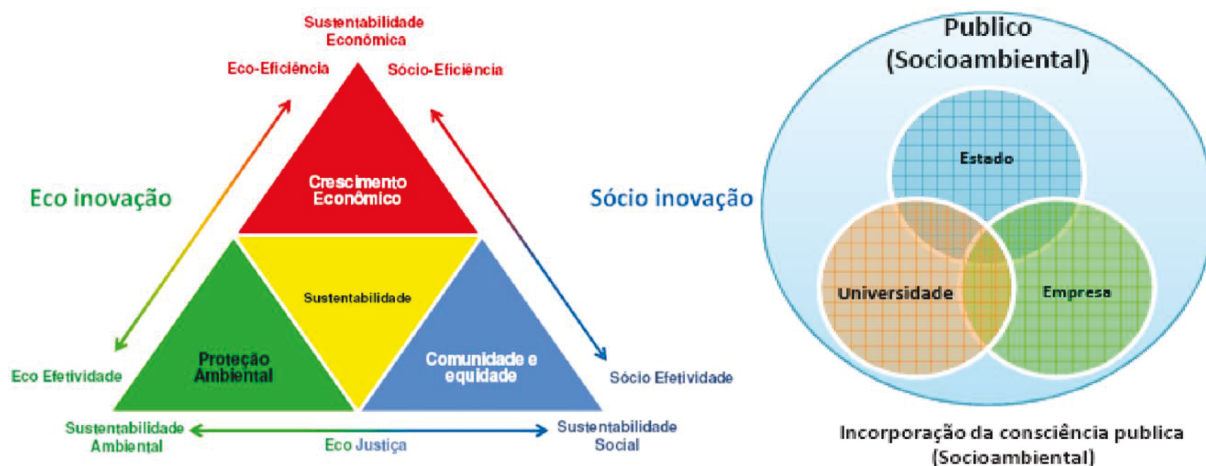 Sustentabilidade
Econômica
Eco-Eficiência
Sócio-Eficiência
Eco inovação
Sócio inovação
Crescimento
Econômico
Sustentabilidade
Proteção
Ambiental
Comunidade e
equidade
Eco Efetividade
Sócio Efetividade
Sustentabilidade
Ambiental
Eco Justiça
Sustentabilidade
Social
Publico
(Socioambiental)
Estado
Universidade
Empresa
Incorporação da consciência publica
(Socioambiental)